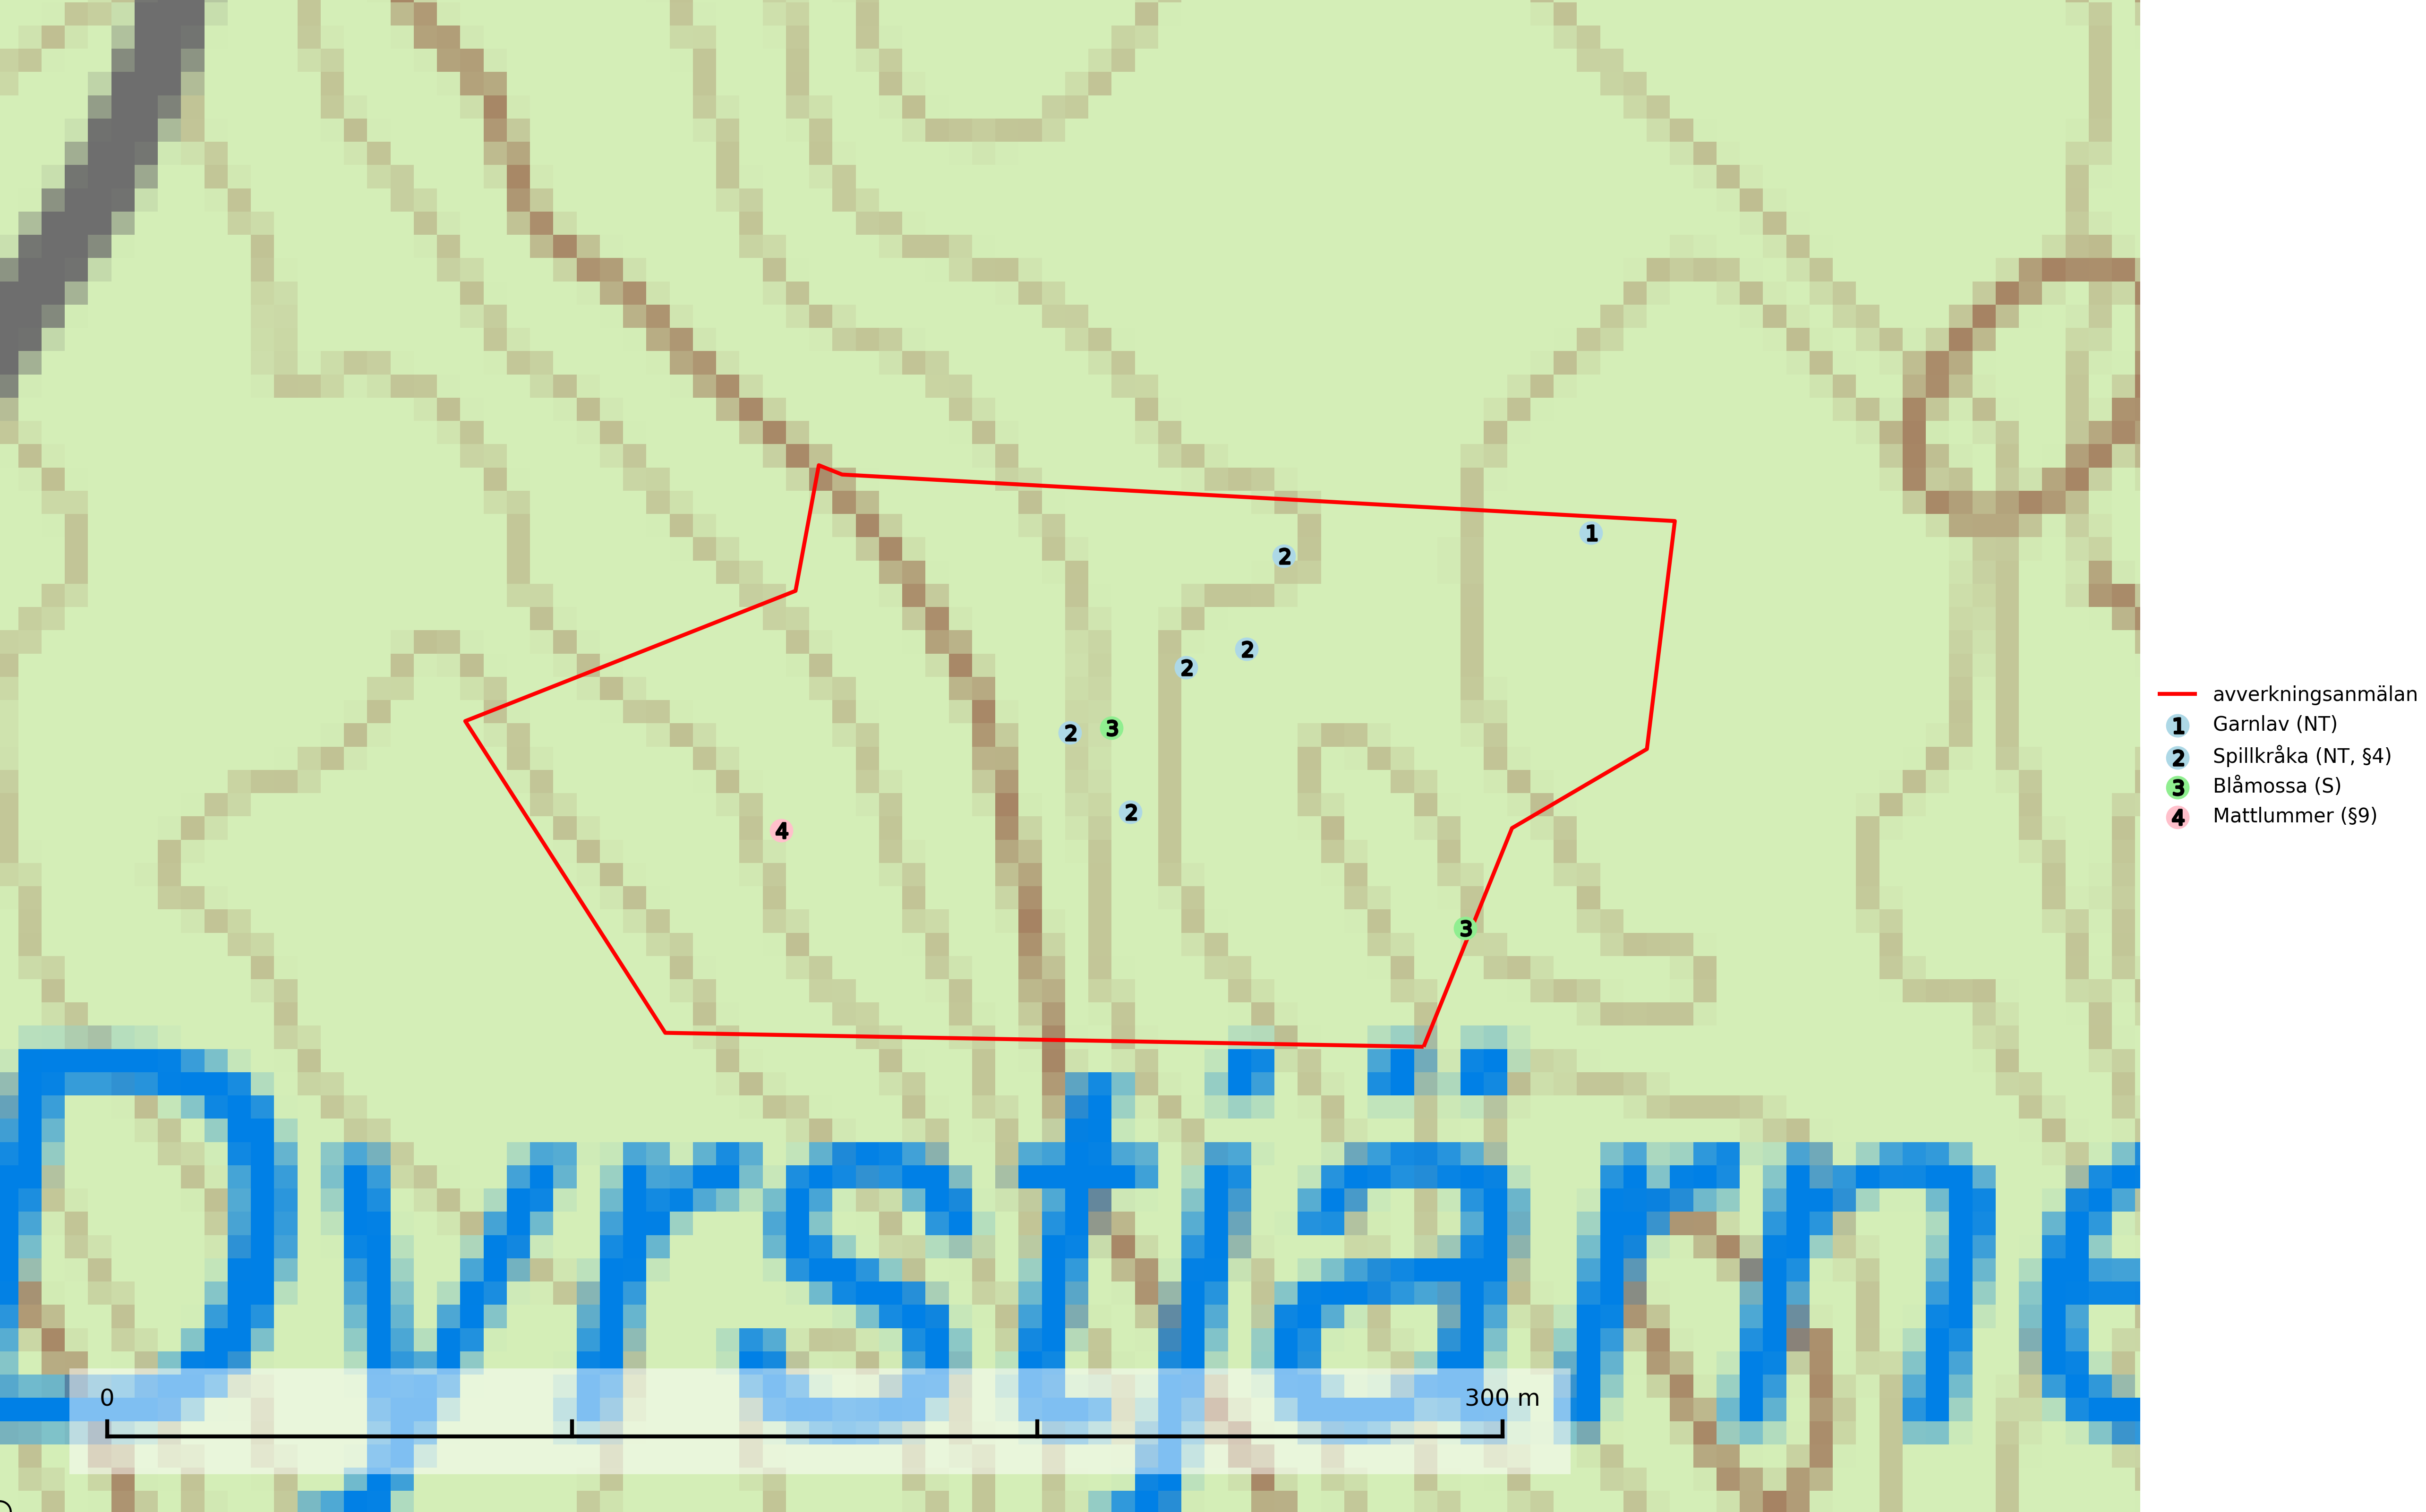 1
2
2
2
2
3
2
4
3
Dyrstjärne
0
300 m
avverkningsanmälan
1 Garnlav (NT)
2 Spillkråka (NT, §4)
3 Blåmossa (S)
4 Mattlummer (§9)